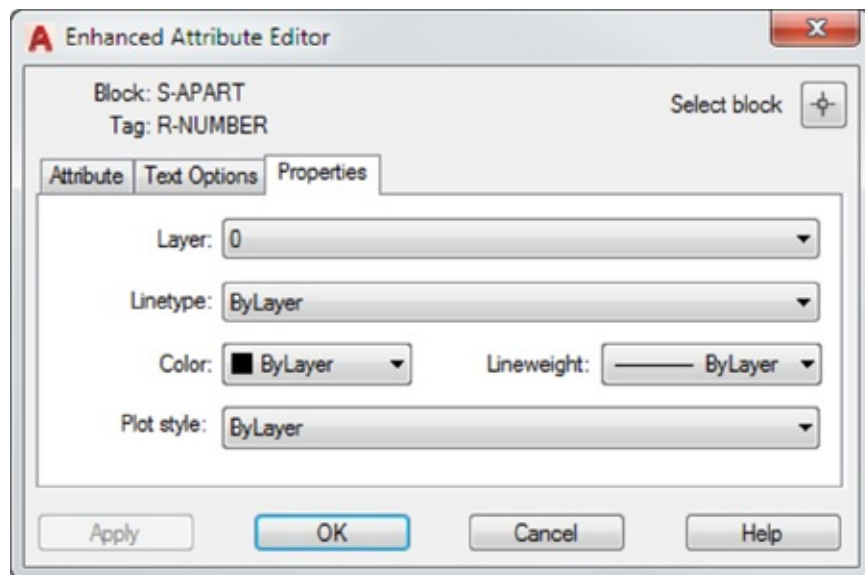 Enhanced Attribute Editor
Block: S-APART
Tag: R-NUMBER
Select block
Attribute Text Options Properties
Layer: 0
Linetype: ByLayer
Color: ByLayer Lineweight: ByLayer
Plot style: ByLayer
Apply OK Cancel Help